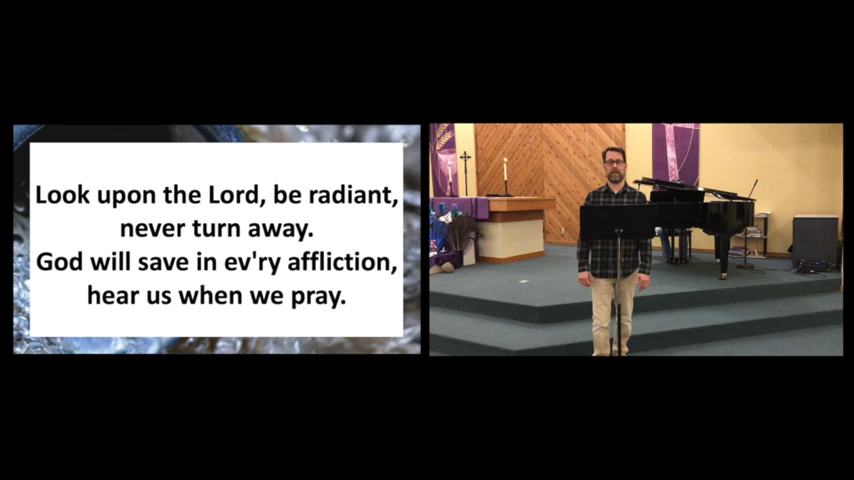 Look upon the Lord, be radiant,
never turn away.
God will save in ev'ry affliction,
hear us when we pray.